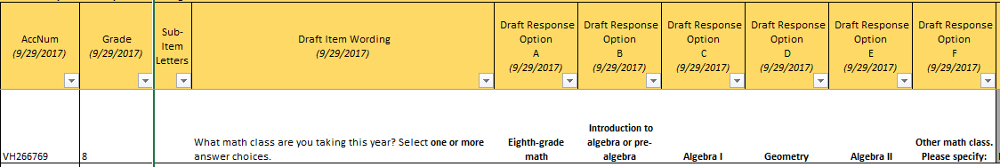 AccNum
(9/29/2017)
Grade
(9/29/2017)
Sub-
Item
Letters
Draft Item Wording
(9/29/2017)
Draft Response
Option
A
(9/29/2017)
Draft Response
Option
B
(9/29/2017)
Draft Response
Option
C
(9/29/2017)
Draft Response
Option
D
(9/29/2017)
Draft Response
Option
E
(9/29/2017)
Draft Response
Option
F
(9/29/2017)
VH266769
8
What math class are you taking this year? Select one or more
answer choices.
Eighth-grade
math
Introduction to
algebra or pre-
algebra
Algebra I
Geometry
Algebra II
Other math class.
Please specify: